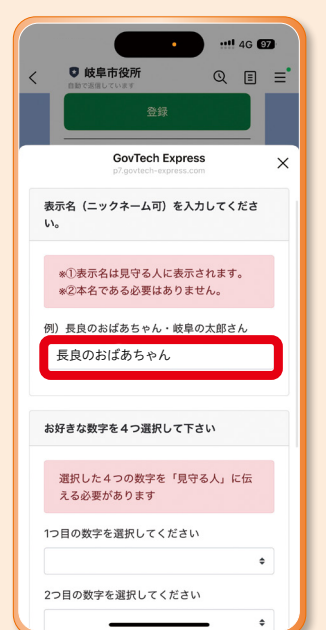 4G 97
岐阜市役所
自動で返信しています
登録
GovTech Express
p7.govtech-express.com
表示名（ニックネーム可）を入力してくださ
い。
※①表示名は見守る人に表示されます。
※②本名である必要はありません。
例）長良のおばあちゃん・岐阜の太郎さん
長良のおばあちゃん
お好きな数字を４つ選択して下さい
選択した４つの数字を「見守る人」に伝
える必要があります
1つ目の数字を選択してください
2つ目の数字を選択してください